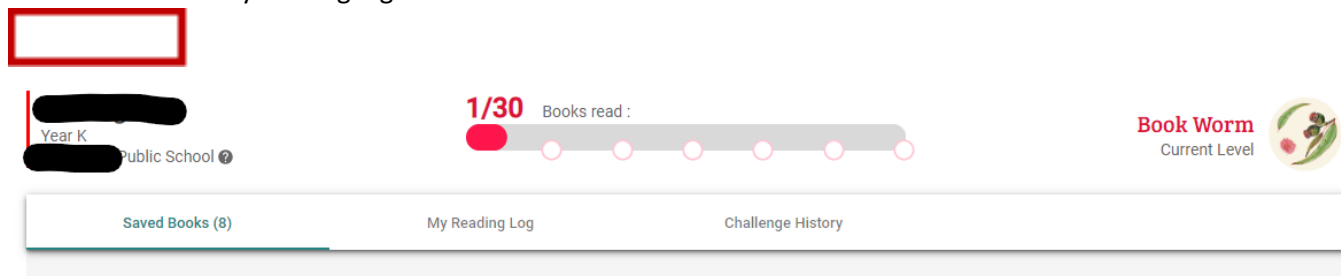 1/30 Books read :
Year K
Public School
Book Worm
Current Level
Saved Books (8)
My Reading Log
Challenge History